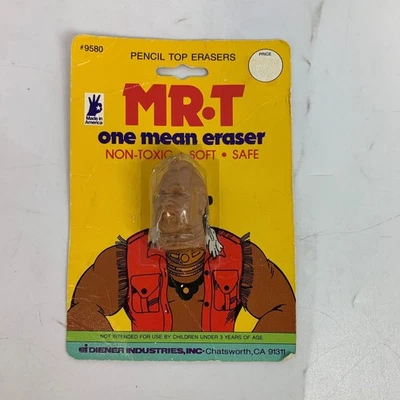 #9580
PENCIL TOP ERASERS
PRICE
Made in
America
MR•T
one mean eraser
NON-TOXIC • SOFT • SAFE
NOT INTENDED FOR USE BY CHILDREN UNDER 3 YEARS OF AGE
di DIENER INDUSTRIES, INC-Chatsworth, CA 91311